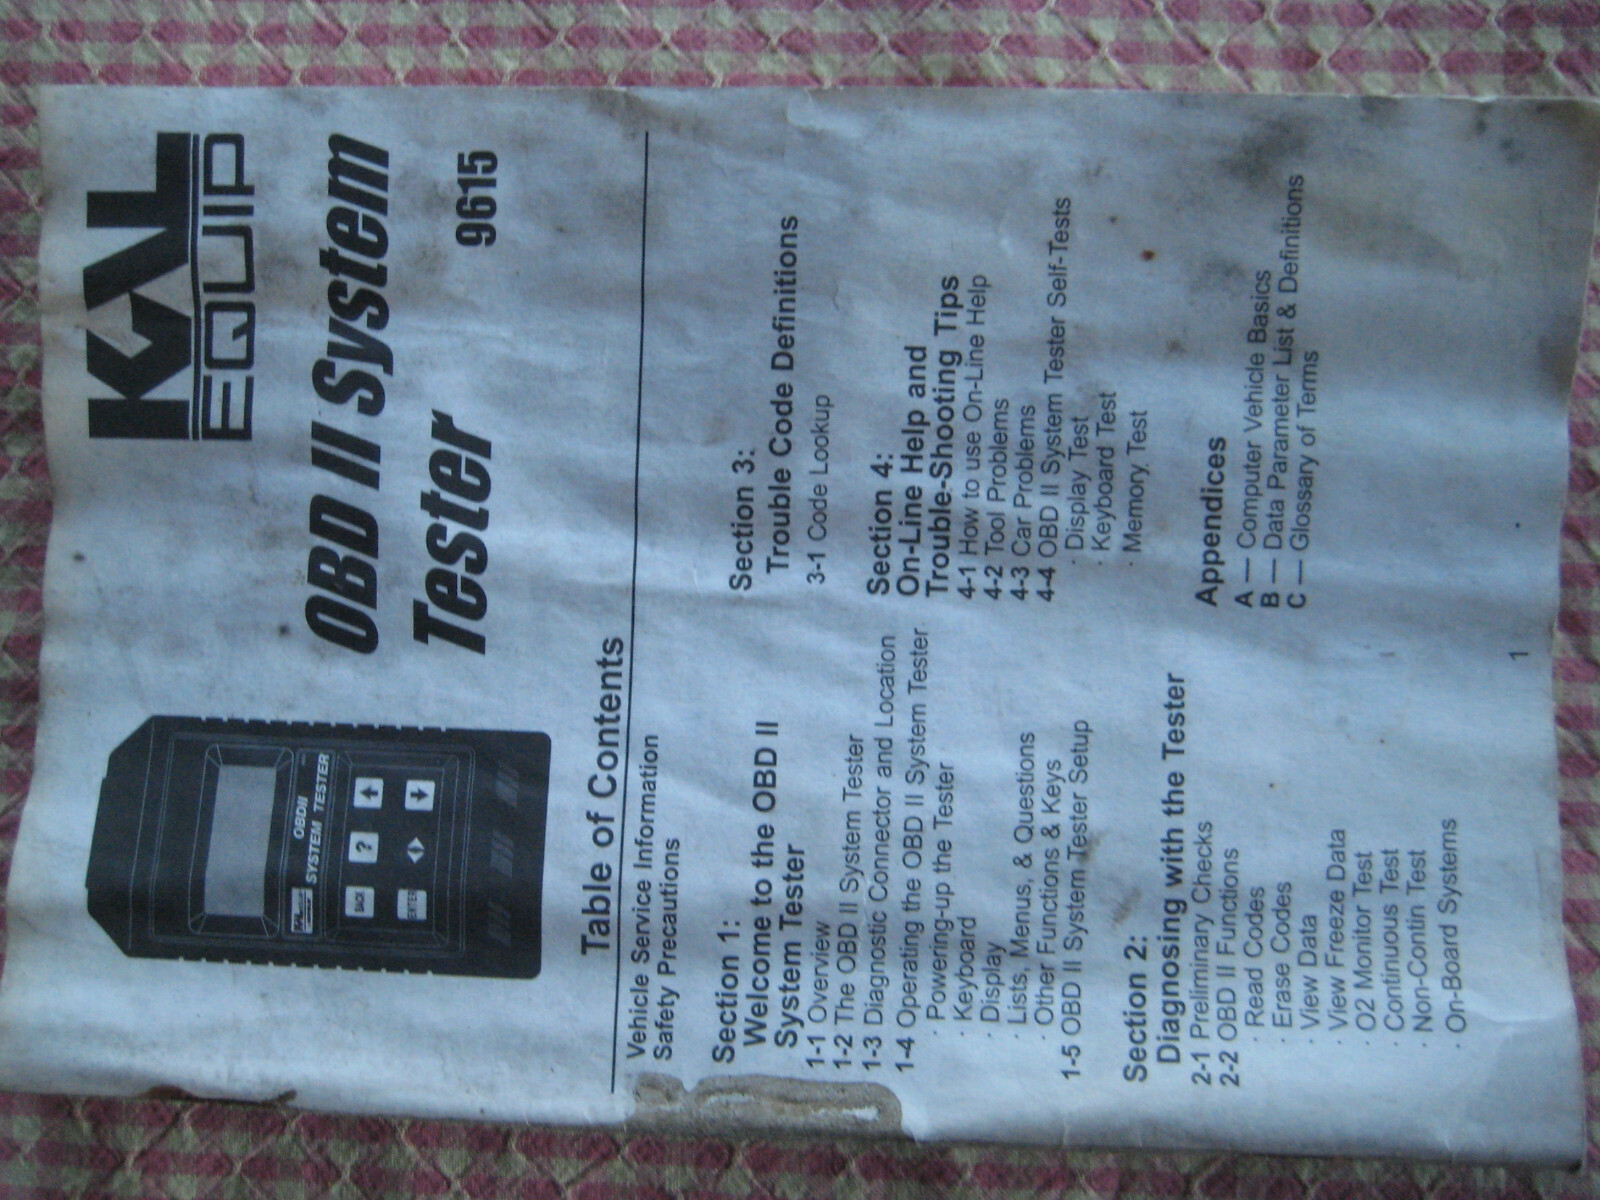 KAL
EQUIP
OBD II System
Tester
9615
OBDII
SYSTEM TESTER
BACK
?
ENTER
Table of Contents
Vehicle Service Information
Safety Precautions
Section 1:
Welcome to the OBD II
System Tester
1-1 Overview
1-2 The OBD II System Tester
1-3 Diagnostic Connector and Location
1-4 Operating the OBD II System Tester
· Powering-up the Tester
· Keyboard
· Display
· Lists, Menus, & Questions
· Other Functions & Keys
1-5 OBD II System Tester Setup
Section 2:
Diagnosing with the Tester
2-1 Preliminary Checks
2-2 OBD II Functions
· Read Codes
· Erase Codes
· View Data
· View Freeze Data
· O2 Monitor Test
· Continuous Test
· Non-Contin Test
· On-Board Systems
Section 3:
Trouble Code Definitions
3-1 Code Lookup
Section 4:
On-Line Help and
Trouble-Shooting Tips
4-1 How to use On-Line Help
4-2 Tool Problems
4-3 Car Problems
4-4 OBD II System Tester Self-Tests
· Display Test
· Keyboard Test
· Memory Test
Appendices
A — Computer Vehicle Basics
B — Data Parameter List & Definitions
C — Glossary of Terms
1